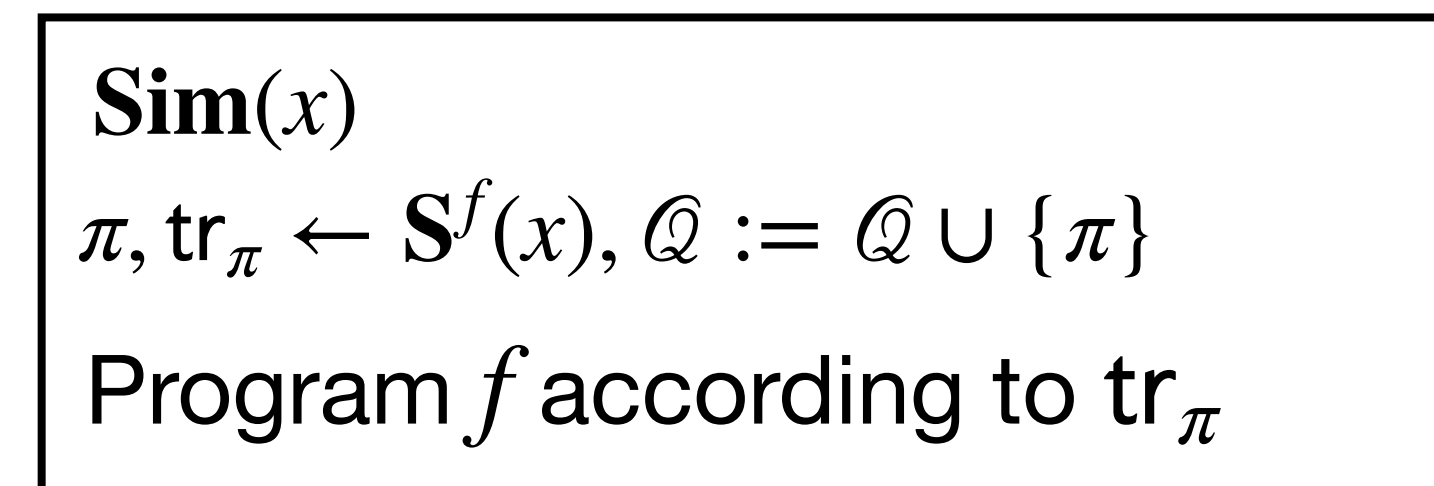 Sim(x)
π, tr_π ← S^f(x), 𝒬 := 𝒬 ∪ {π}
Program f according to tr_π